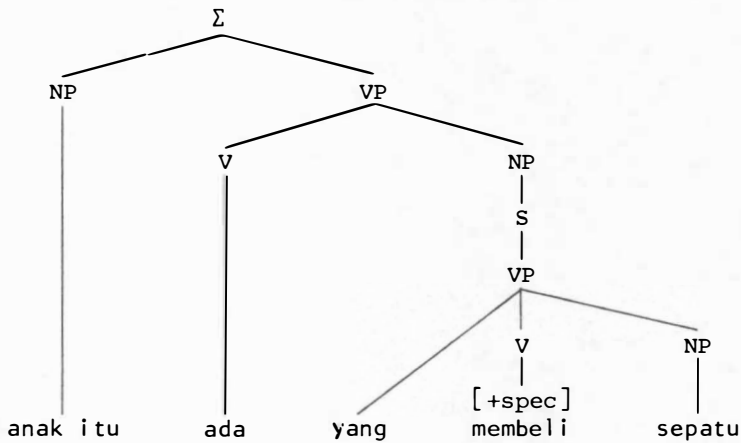 Σ
NP VP
V NP
S
VP
V NP
[+spec]
anak itu ada yang membeli sepatu